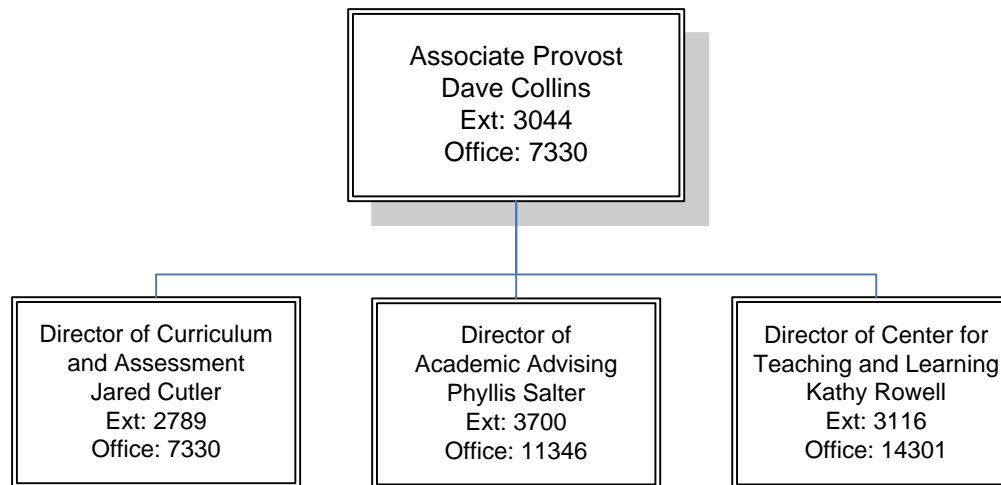 Associate Provost
Dave Collins
Ext: 3044
Office: 7330
Director of Curriculum
and Assessment
Jared Cutler
Ext: 2789
Office: 7330
Director of
Academic Advising
Phyllis Salter
Ext: 3700
Office: 11346
Director of Center for
Teaching and Learning
Kathy Rowell
Ext: 3116
Office: 14301